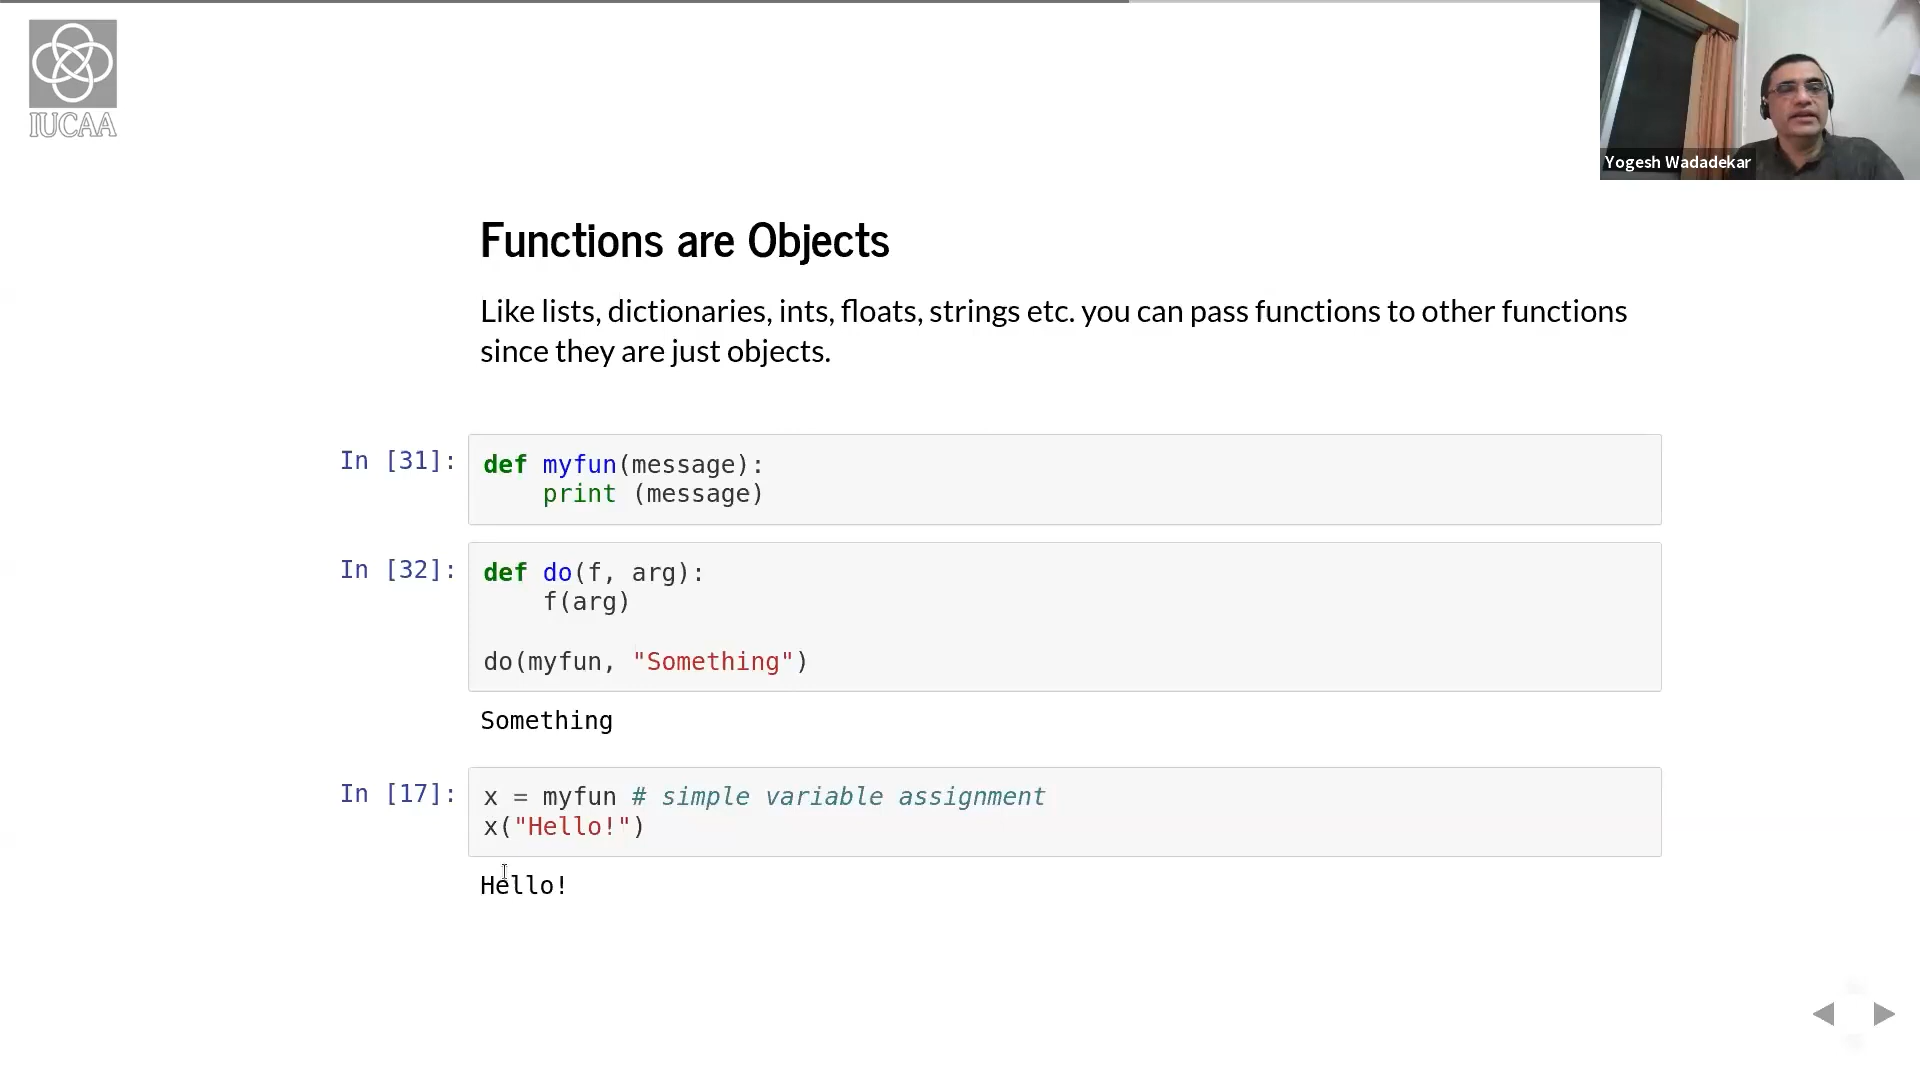 IUCAA
Yogesh Wadadekar
Functions are Objects
Like lists, dictionaries, ints, floats, strings etc. you can pass functions to other functions
since they are just objects.
In [31]:
def myfun(message):
    print (message)
In [32]:
def do(f, arg):
    f(arg)
do(myfun, "Something")
Something
In [17]:
x = myfun # simple variable assignment
x("Hello!")
Hello!